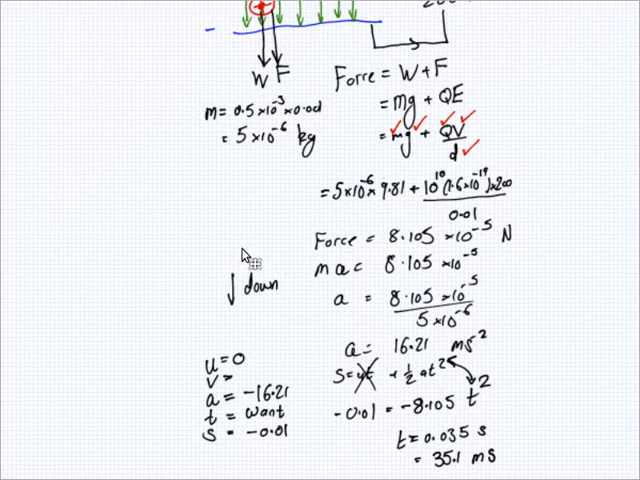 200
W F
Force = W + F
m = 0.5 × 10⁻³ × 0.01
= mg + QE
= 5 × 10⁻⁶ kg
= mg + QV/d
= 5×10⁻⁶ × 9.81 + 10¹⁰(1.6×10⁻¹⁹)×200 / 0.01
Force = 8.105 × 10⁻⁵ N
ma = 8.105 × 10⁻⁵
down
a = 8.105 × 10⁻⁵ / 5×10⁻⁶
a = 16.21 ms⁻²
u = 0
s = ut + ½at²
v =
a = -16.21
-0.01 = -8.105 t²
t = want
s = -0.01
t = 0.035 s
= 35.1 ms